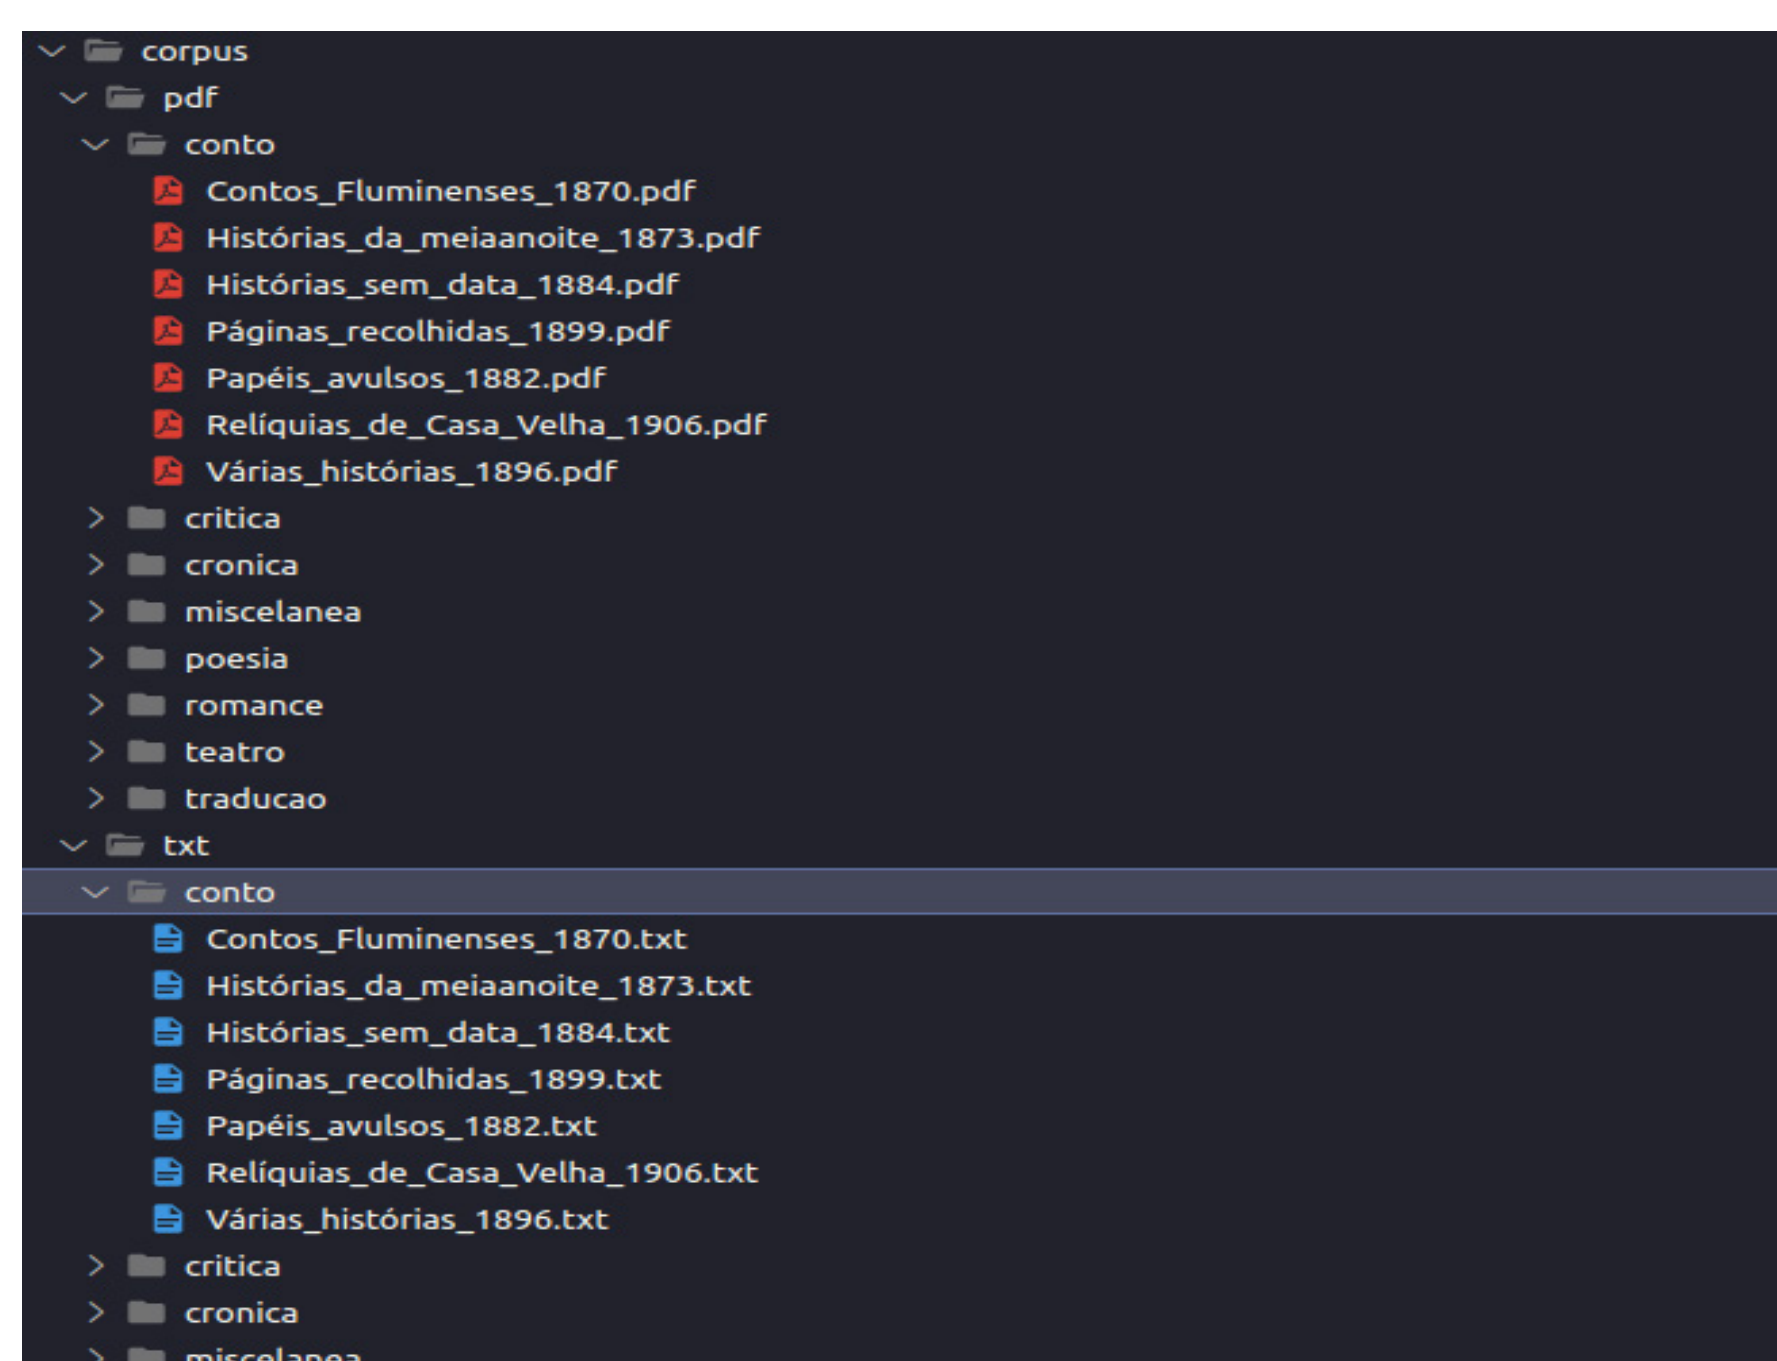 corpus
pdf
conto
Contos_Fluminenses_1870.pdf
Histórias_da_meiaanoite_1873.pdf
Histórias_sem_data_1884.pdf
Páginas_recolhidas_1899.pdf
Papéis_avulsos_1882.pdf
Relíquias_de_Casa_Velha_1906.pdf
Várias_histórias_1896.pdf
critica
cronica
miscelanea
poesia
romance
teatro
traducao
txt
conto
Contos_Fluminenses_1870.txt
Histórias_da_meiaanoite_1873.txt
Histórias_sem_data_1884.txt
Páginas_recolhidas_1899.txt
Papéis_avulsos_1882.txt
Relíquias_de_Casa_Velha_1906.txt
Várias_histórias_1896.txt
critica
cronica
miscelanea